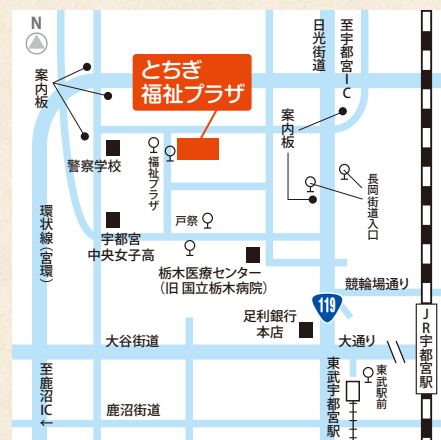 N
案内板
とちぎ
福祉プラザ
日光街道
至宇都宮IC
案内板
警察学校
福祉プラザ
長岡街道入口
戸祭
環状線(宮環)
宇都宮
中央女子高
栃木医療センター
(旧 国立栃木病院)
競輪場通り
119
足利銀行
本店
大谷街道
大通り
JR宇都宮駅
東武宇都宮駅
東武駅前
至鹿沼IC←
鹿沼街道